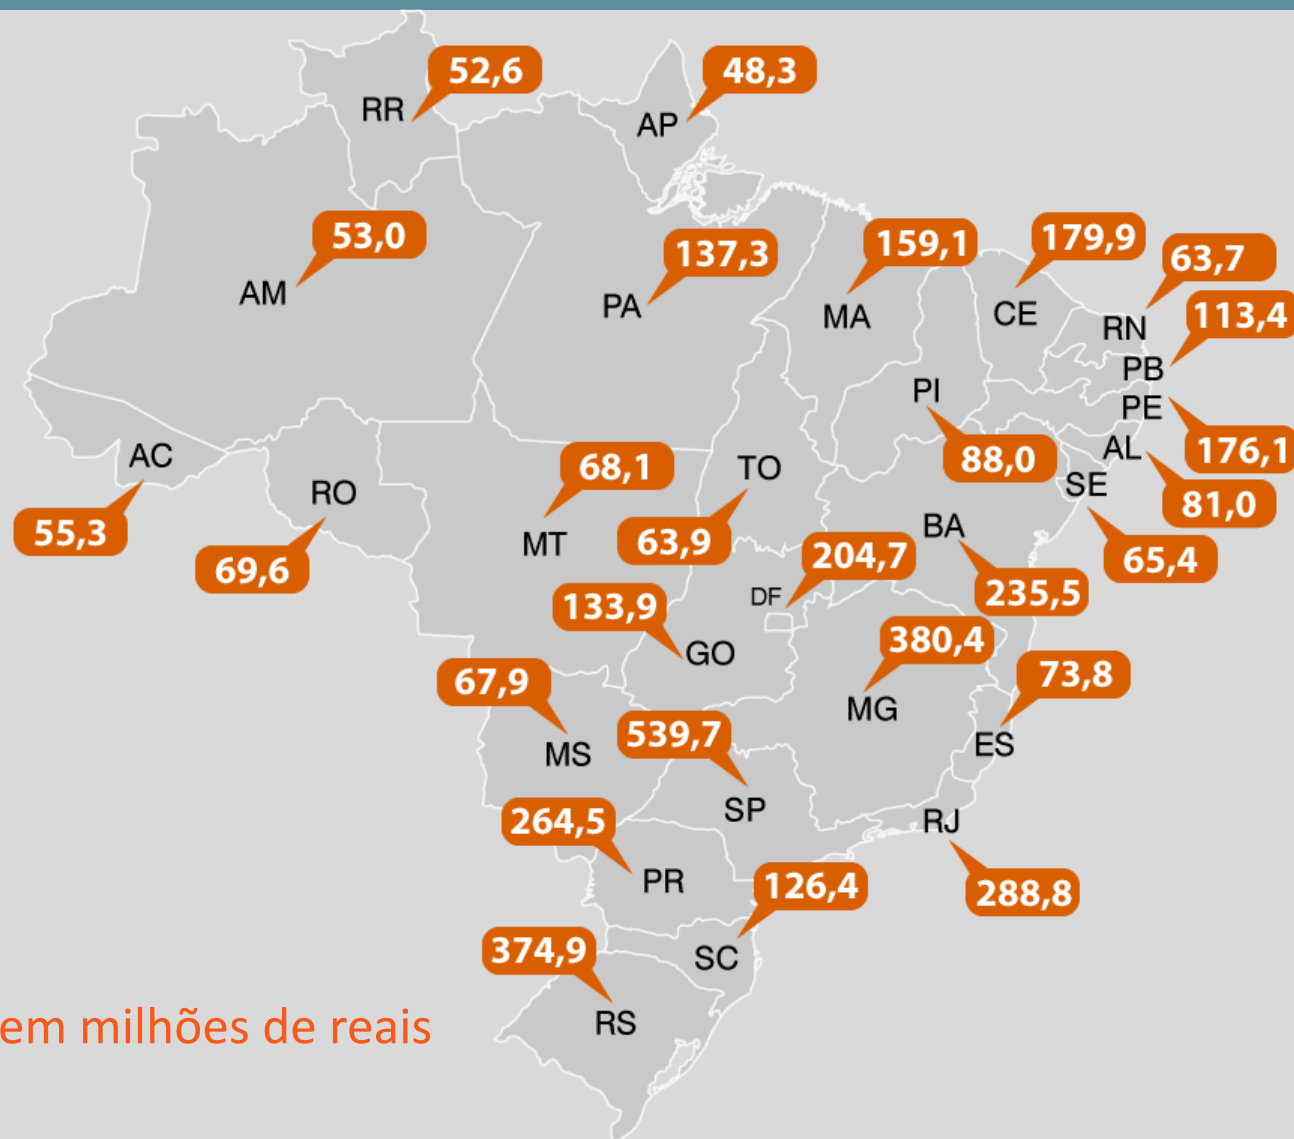 52,6
48,3
RR
AP
53,0
137,3
159,1
179,9
63,7
AM
PA
MA
CE
RN
113,4
PB
PI
PE
AC
68,1
TO
88,0
AL
176,1
RO
SE
81,0
55,3
MT
63,9
BA
204,7
65,4
69,6
133,9
DF
235,5
GO
380,4
67,9
73,8
MG
MS
539,7
ES
SP
RJ
264,5
PR
126,4
288,8
374,9
SC
RS
em milhões de reais